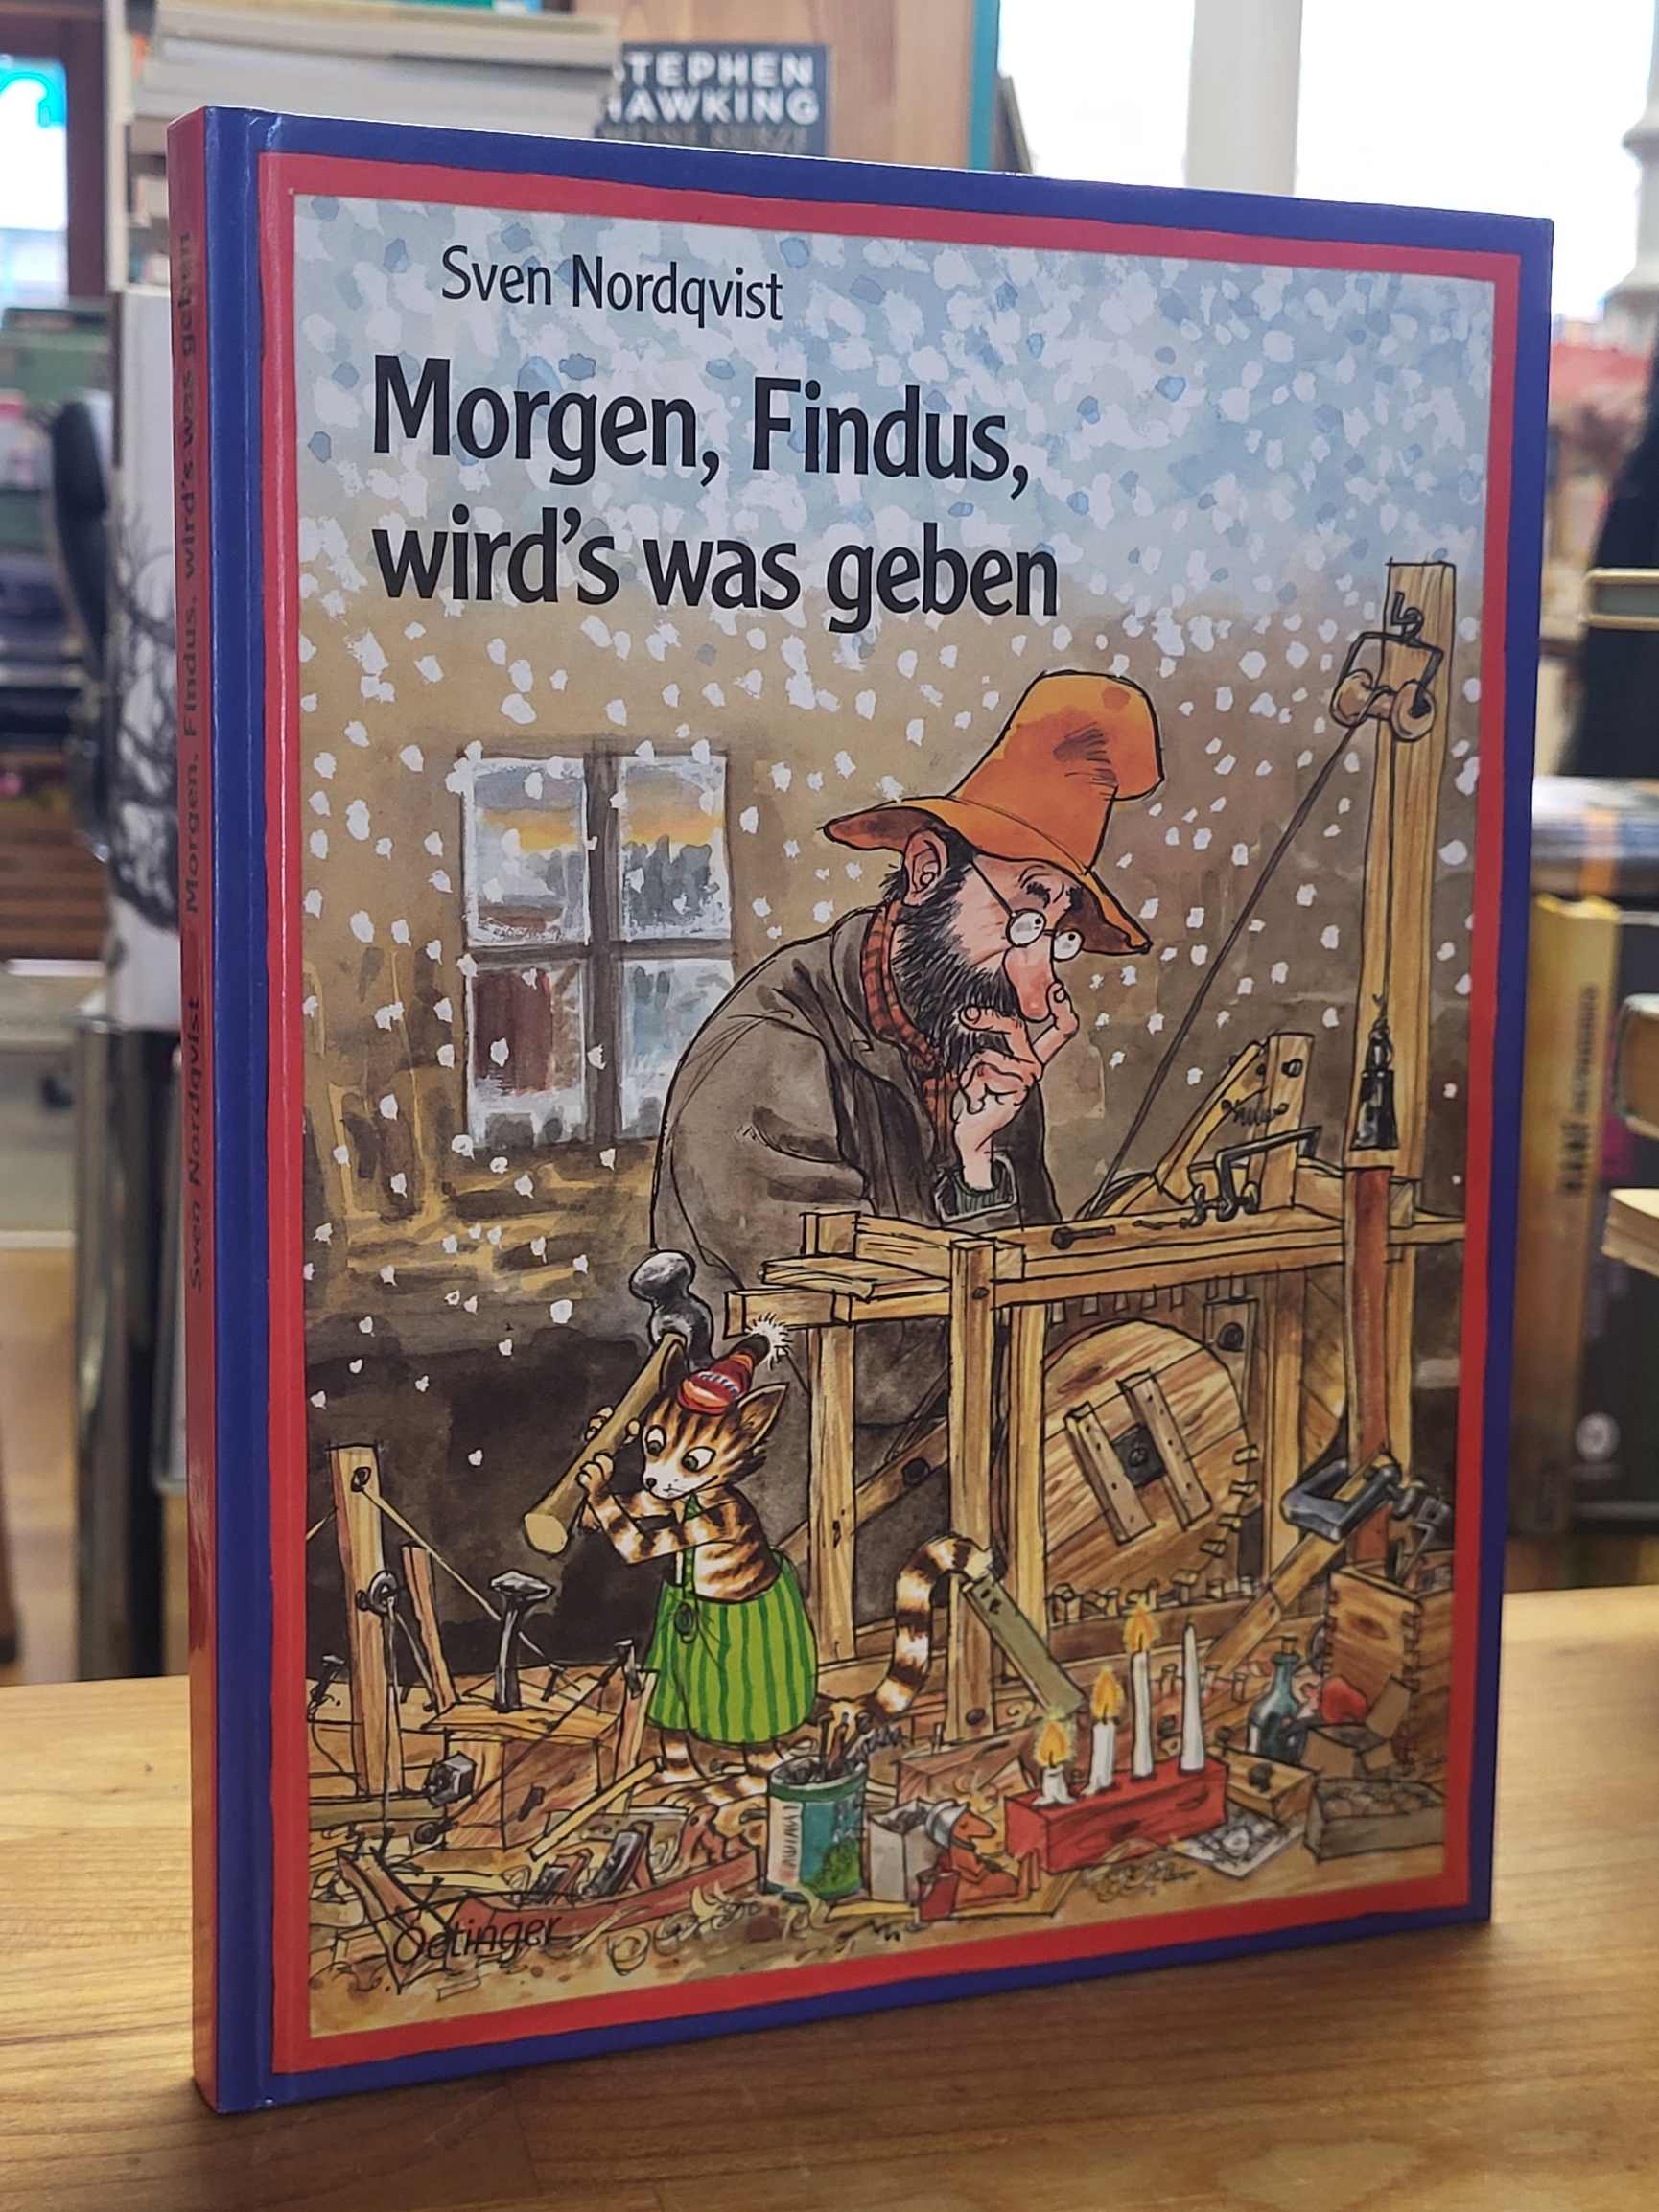 STEPHEN
HAWKING
Sven Nordqvist
Morgen, Findus,
wird's was geben
Oetinger
Sven Nordqvist Morgen, Findus, wird's was geben